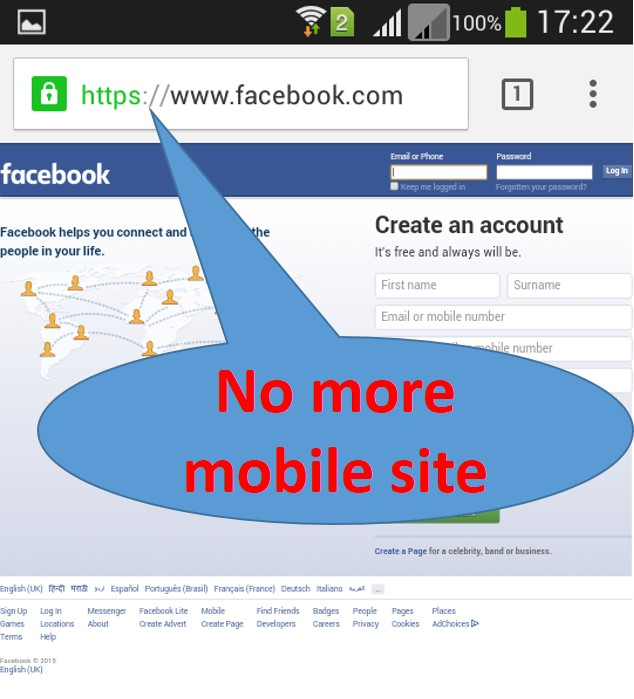 2 100% 17:22
https://www.facebook.com 1
Email or Phone Password
facebook
Log In
Keep me logged in Forgotten your password?
Create an account
Facebook helps you connect and the
people in your life.
It's free and always will be.
First name Surname
Email or mobile number
mobile number
No more
mobile site
Create a Page for a celebrity, band or business.
English (UK) हिन्दी मराठी اردو Español Português (Brasil) Français (France) Deutsch Italiano العربية ...
Sign Up Log In Messenger Facebook Lite Mobile Find Friends Badges People Pages Places
Games Locations About Create Advert Create Page Developers Careers Privacy Cookies AdChoices
Terms Help
Facebook © 2015
English (UK)